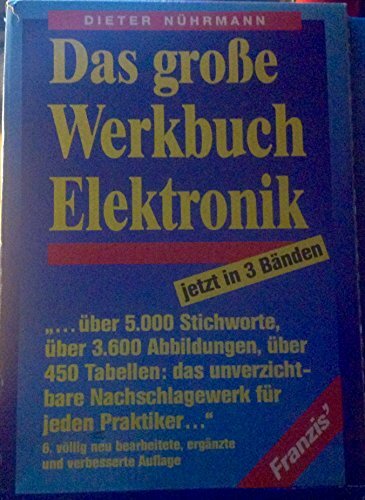 DIETER NÜHRMANN
Das große
Werkbuch
Elektronik
jetzt in 3 Bänden
„...über 5.000 Stichworte,
über 3.600 Abbildungen, über
450 Tabellen: das unverzicht-
bare Nachschlagewerk für
jeden Praktiker...“
6. völlig neu bearbeitete, ergänzte
und verbesserte Auflage
Franzis’